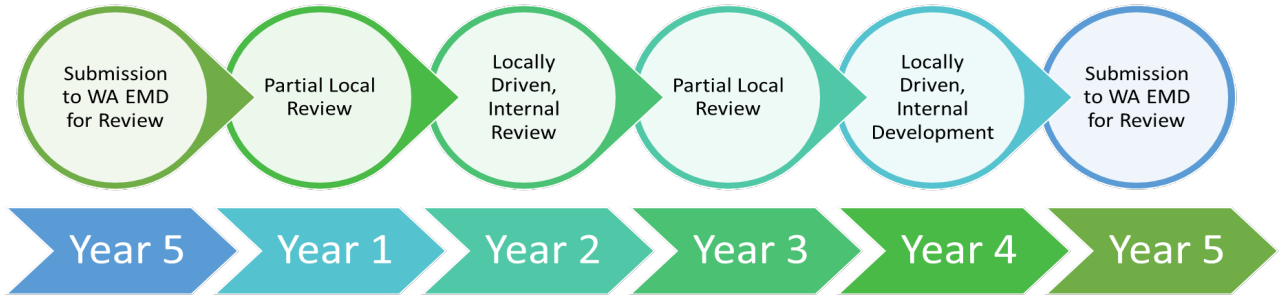 Submission
to WA EMD
for Review
Partial Local
Review
Locally
Driven,
Internal
Review
Partial Local
Review
Locally
Driven,
Internal
Development
Submission
to WA EMD
for Review
Year 5
Year 1
Year 2
Year 3
Year 4
Year 5